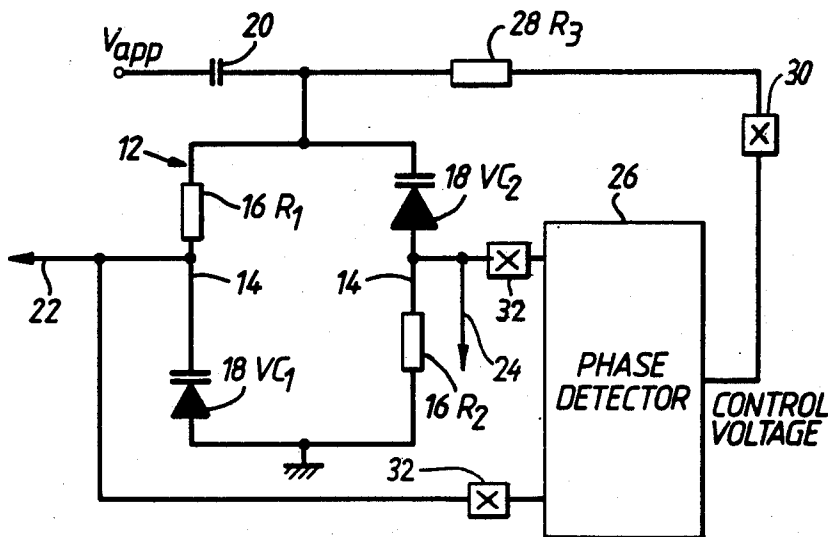 Vapp
20
28 R3
30
12
16 R1
18 VC2
26
22
14
14
32
24
18 VC1
16 R2
PHASE
DETECTOR
CONTROL
VOLTAGE
32